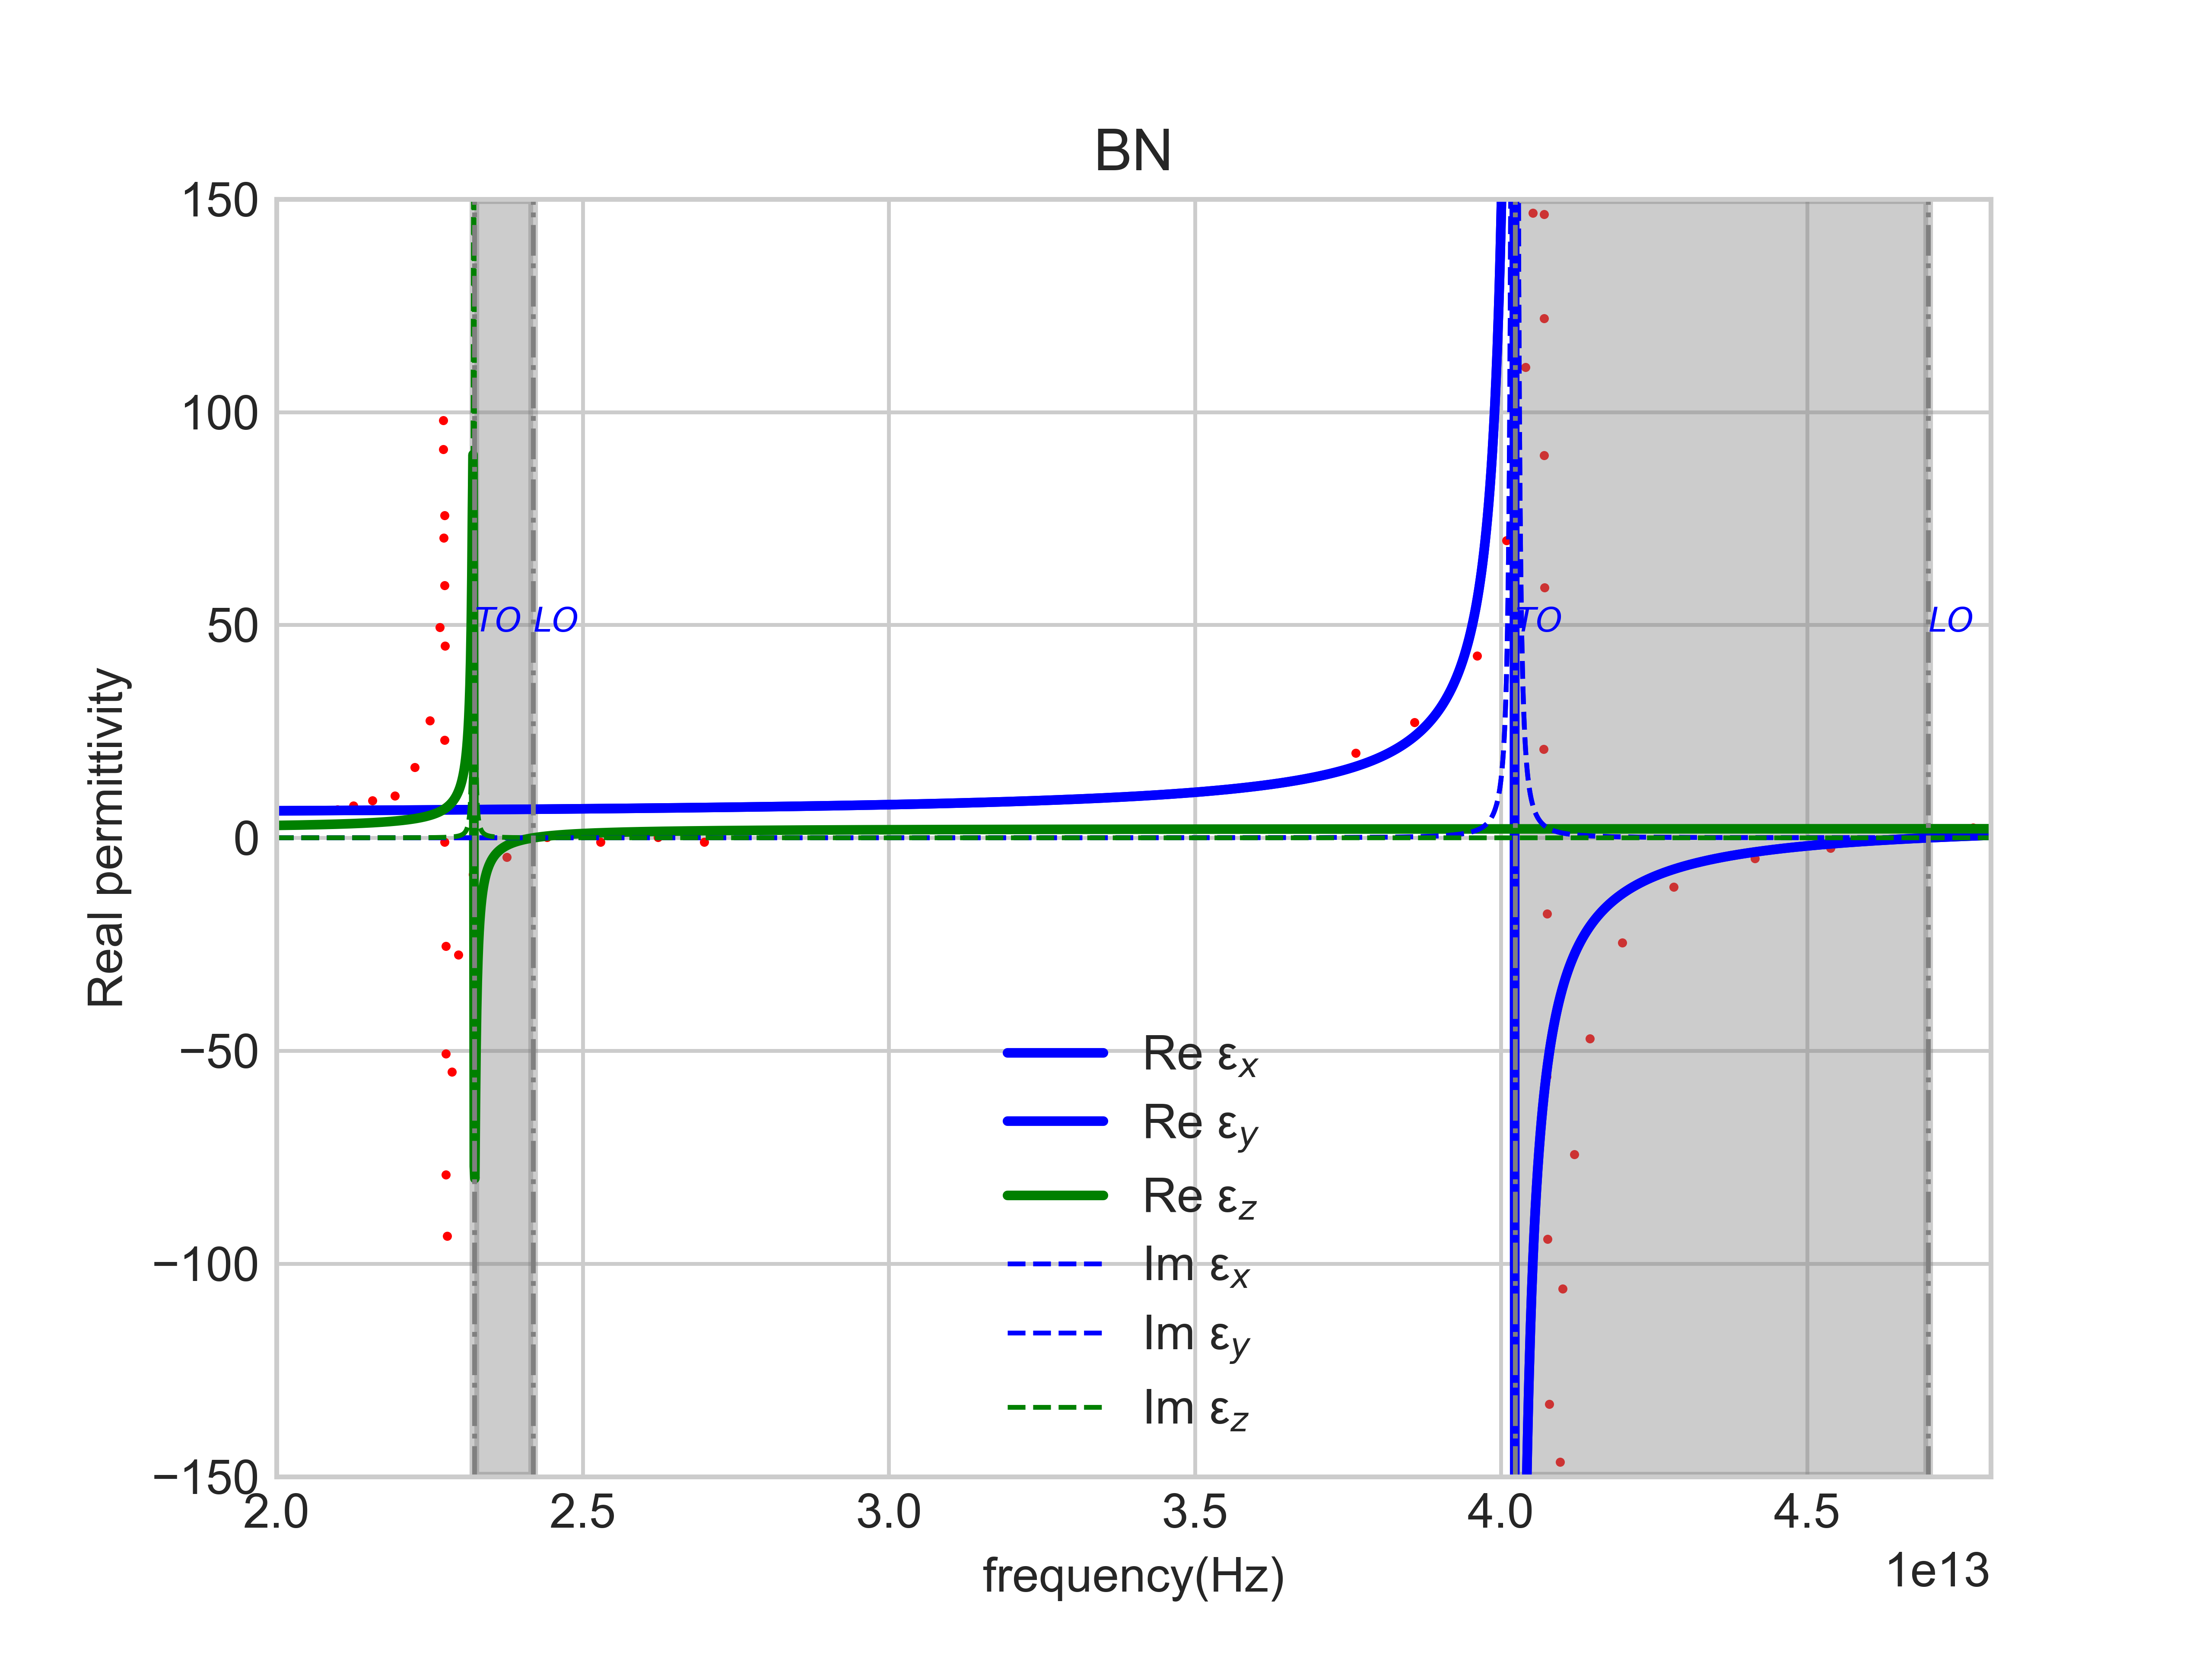 BN
150
100
50
0
−50
−100
−150
Real permittivity
TO LO
TO
LO
Re εx
Re εy
Re εz
Im εx
Im εy
Im εz
2.0 2.5 3.0 3.5 4.0 4.5
1e13
frequency(Hz)